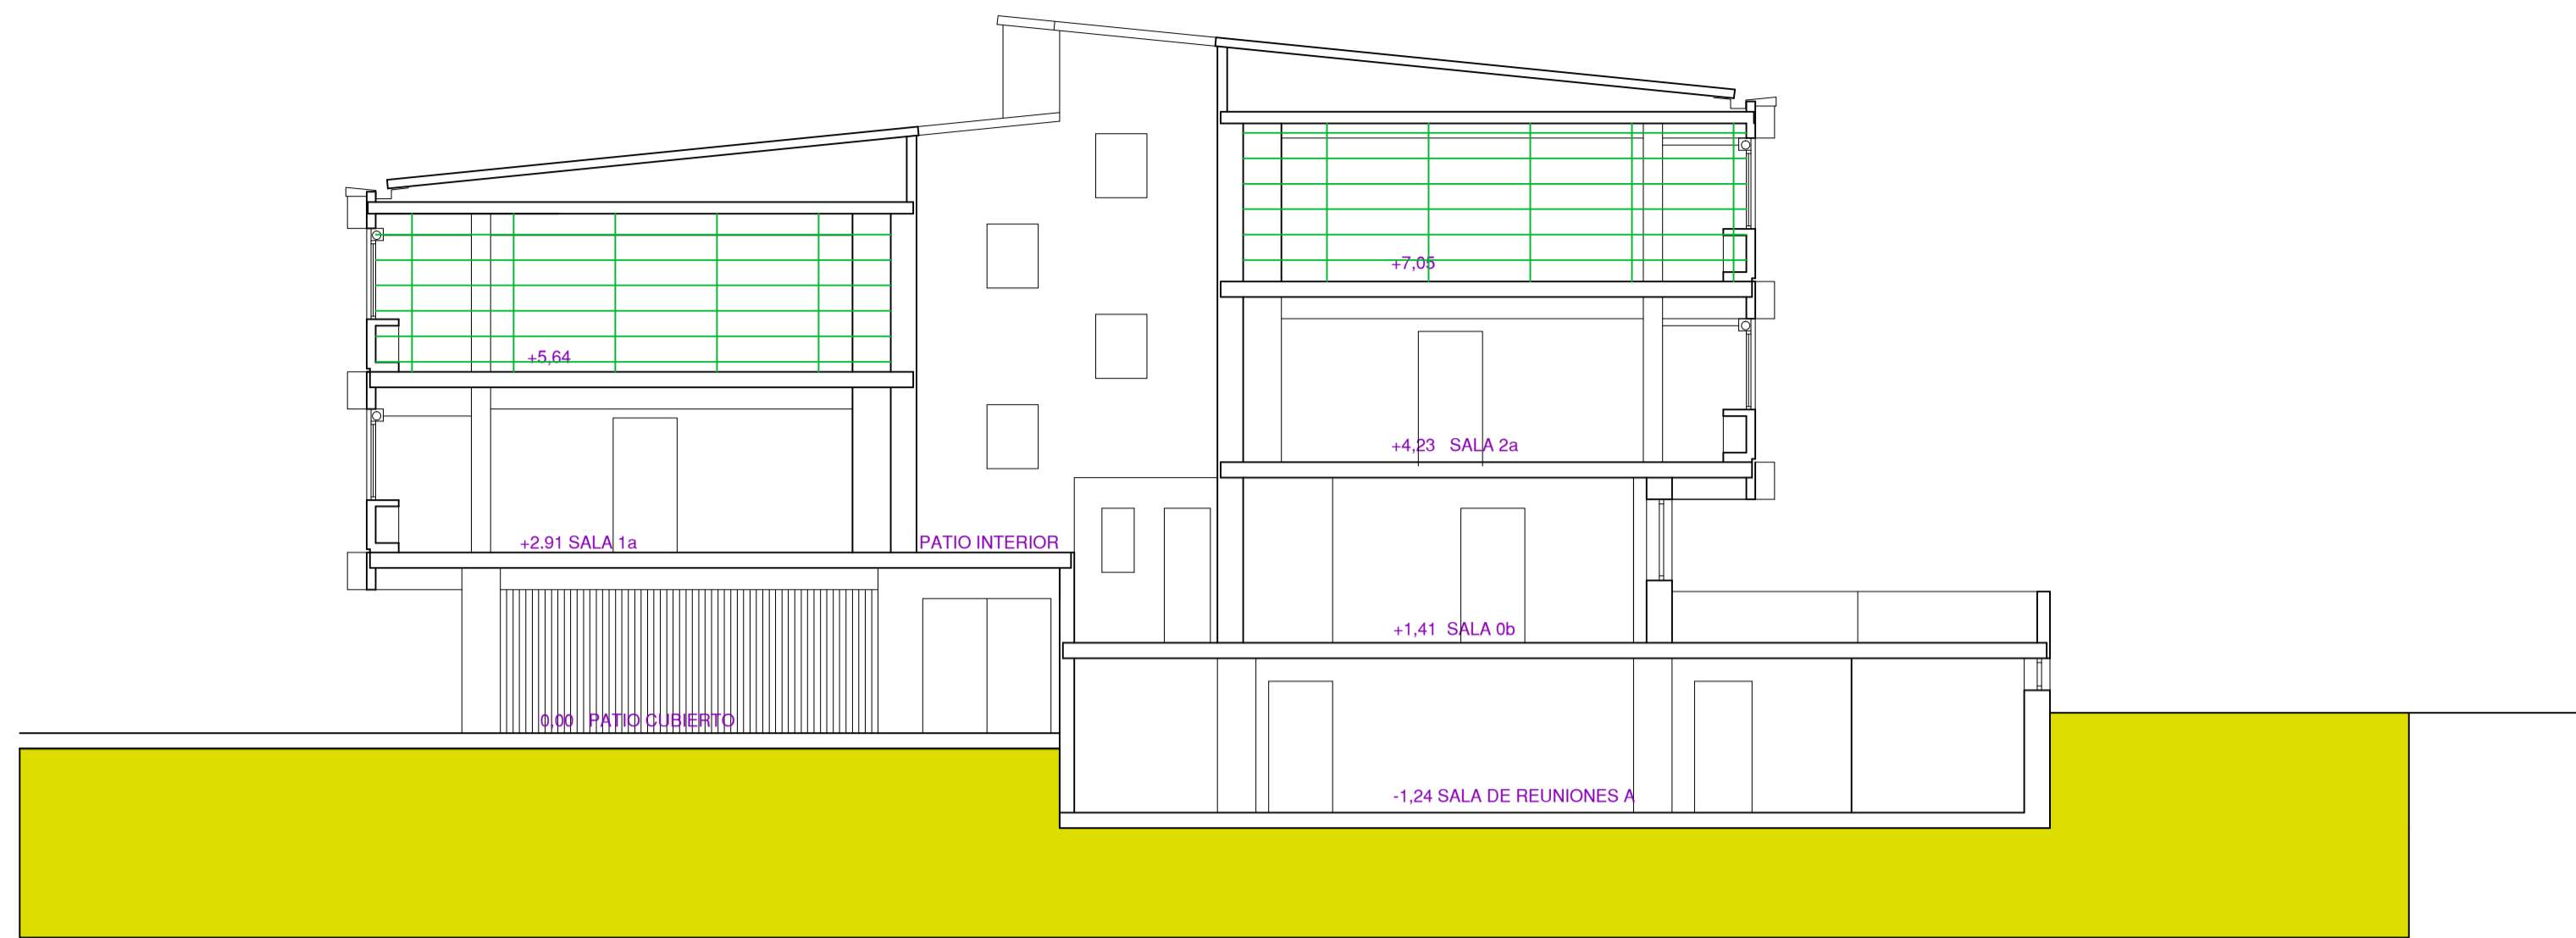 +7,05
+5,64
+4,23 SALA 2a
+2.91 SALA 1a
PATIO INTERIOR
+1,41 SALA 0b
0,00 PATIO CUBIERTO
-1,24 SALA DE REUNIONES A